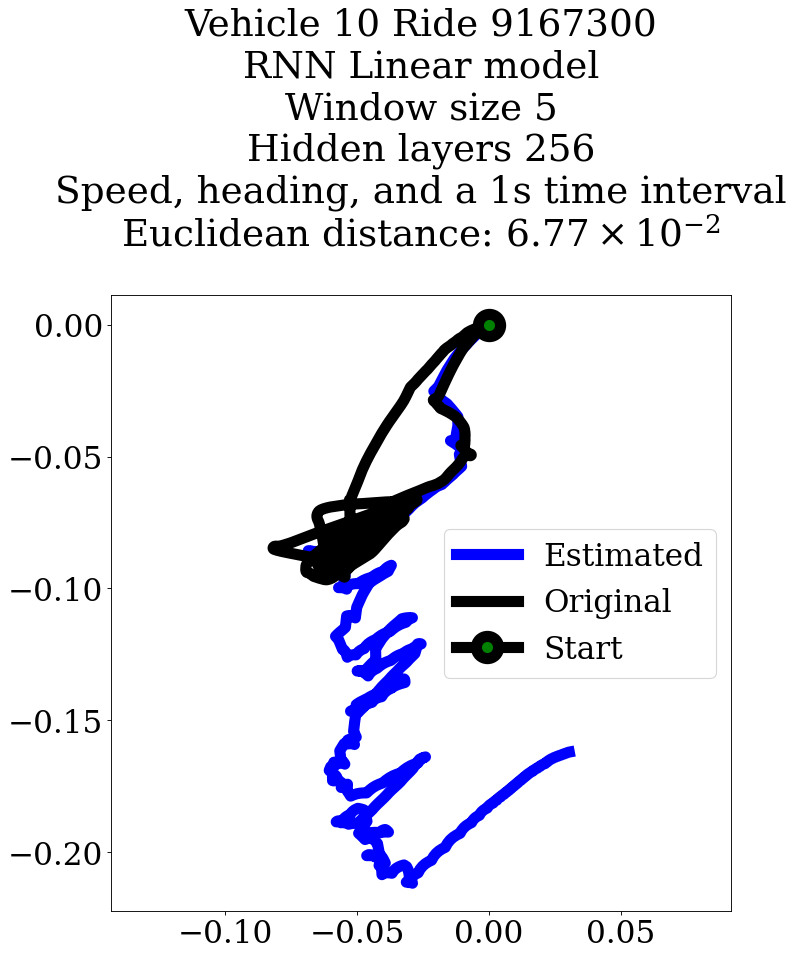 Vehicle 10 Ride 9167300
RNN Linear model
Window size 5
Hidden layers 256
Speed, heading, and a 1s time interval
Euclidean distance: 6.77 × 10⁻²
0.00
−0.05
−0.10
−0.15
−0.20
Estimated
Original
Start
−0.10 −0.05 0.00 0.05